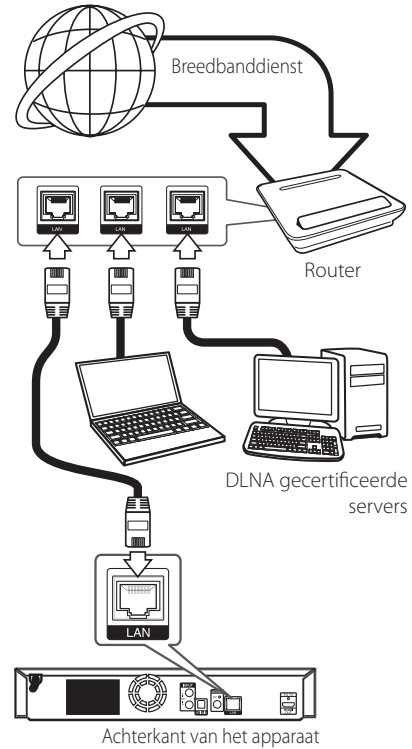 Breedbanddienst
LAN
LAN
LAN
Router
DLNA gecertificeerde
servers
LAN
Achterkant van het apparaat